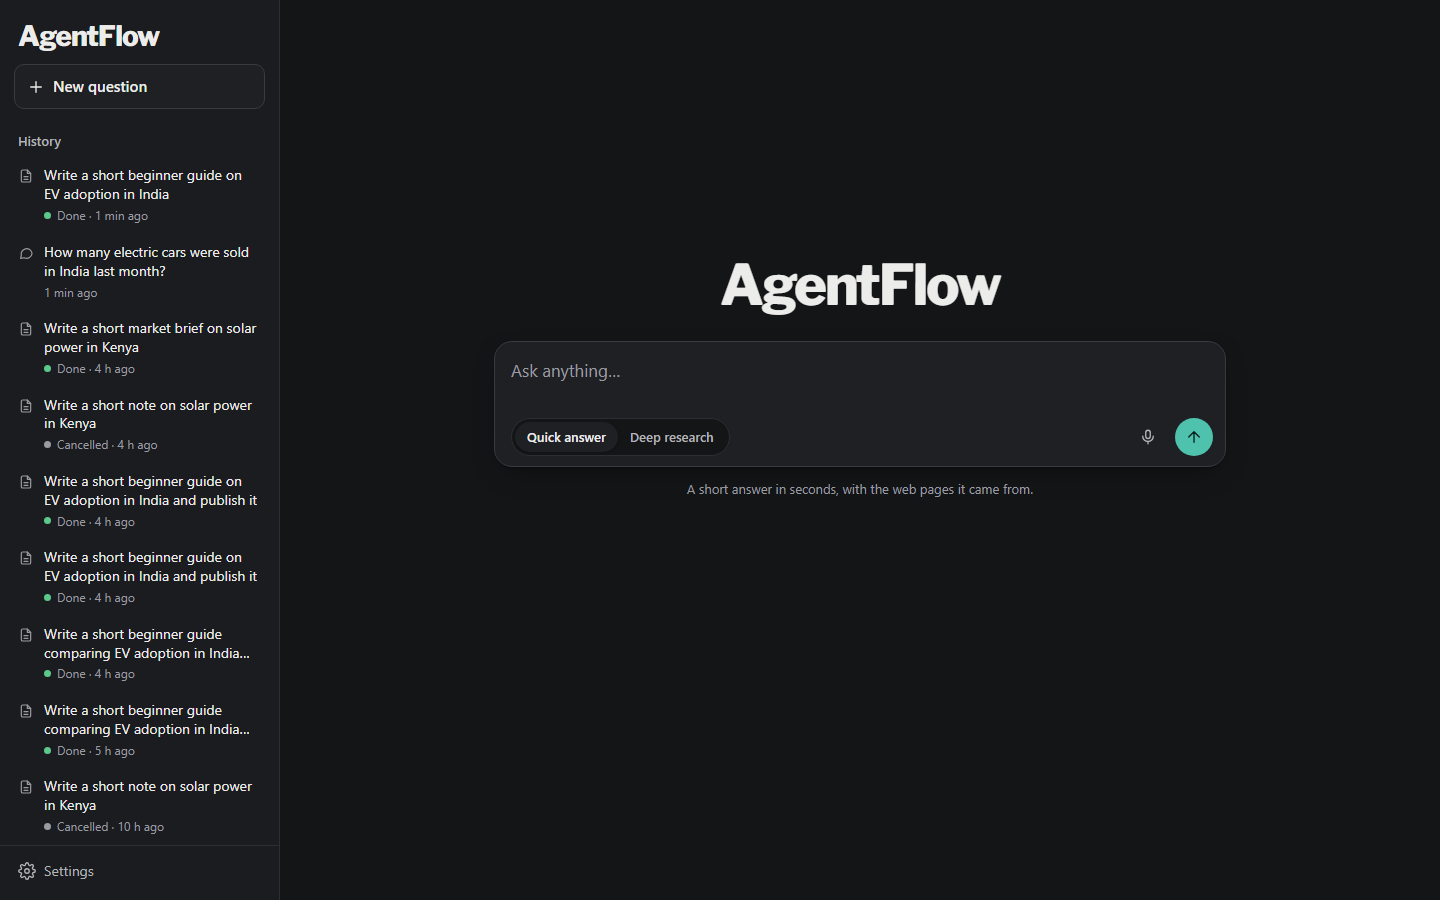 AgentFlow
New question
History
Write a short beginner guide on
EV adoption in India
Done · 1 min ago
How many electric cars were sold
in India last month?
1 min ago
Write a short market brief on solar
power in Kenya
Done · 4 h ago
Write a short note on solar power
in Kenya
Cancelled · 4 h ago
Write a short beginner guide on
EV adoption in India and publish it
Done · 4 h ago
Write a short beginner guide on
EV adoption in India and publish it
Done · 4 h ago
Write a short beginner guide
comparing EV adoption in India...
Done · 4 h ago
Write a short beginner guide
comparing EV adoption in India...
Done · 5 h ago
Write a short note on solar power
in Kenya
Cancelled · 10 h ago
Settings
AgentFlow
Ask anything...
Quick answer Deep research
A short answer in seconds, with the web pages it came from.